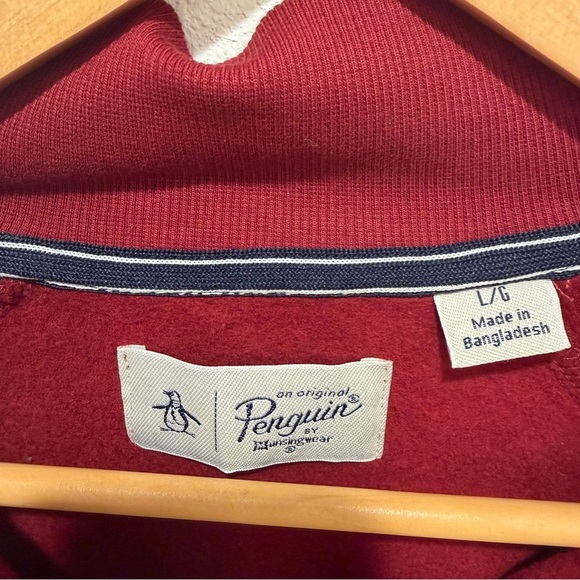 L/G
Made in
Bangladesh
an original
Penguin®
BY
Munsingwear
®